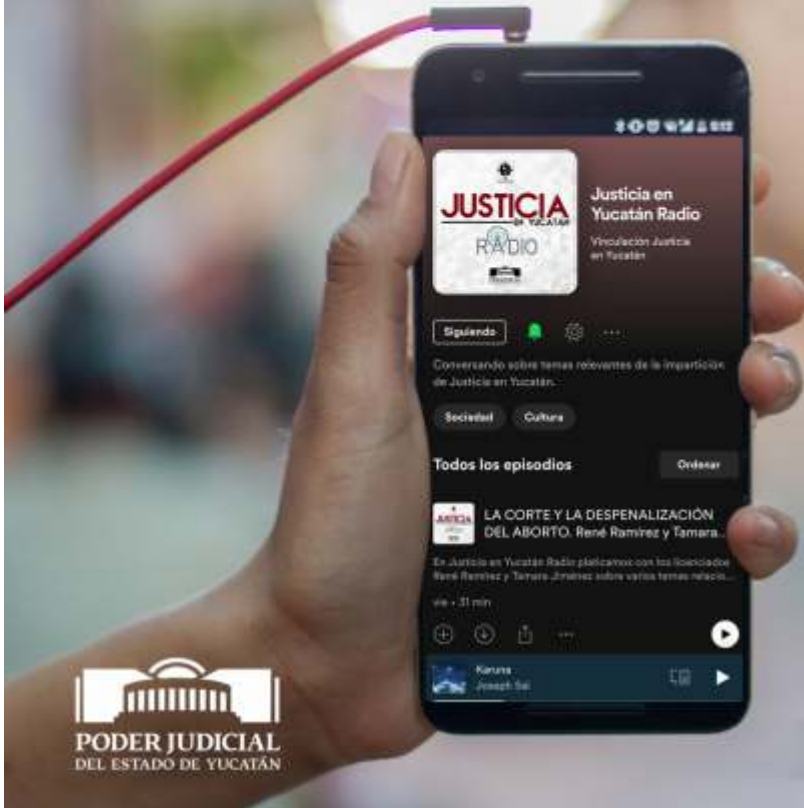 JUSTICIA
DE YUCATÁN
RADIO
Justicia en
Yucatán Radio
Vinculación Justicia
en Yucatán
Siguiendo
Conversando sobre temas relevantes de la impartición
de Justicia en Yucatán.
Sociedad
Cultura
Todos los episodios
Ordenar
JUSTICIA
LA CORTE Y LA DESPENALIZACIÓN
DEL ABORTO. René Ramírez y Tamara...
En Justicia en Yucatán Radio platicamos con los licenciados
René Ramírez y Tamara Jiménez sobre varios temas relacio...
vie • 31 min
Karuna
Joseph Sai
PODER JUDICIAL
DEL ESTADO DE YUCATÁN